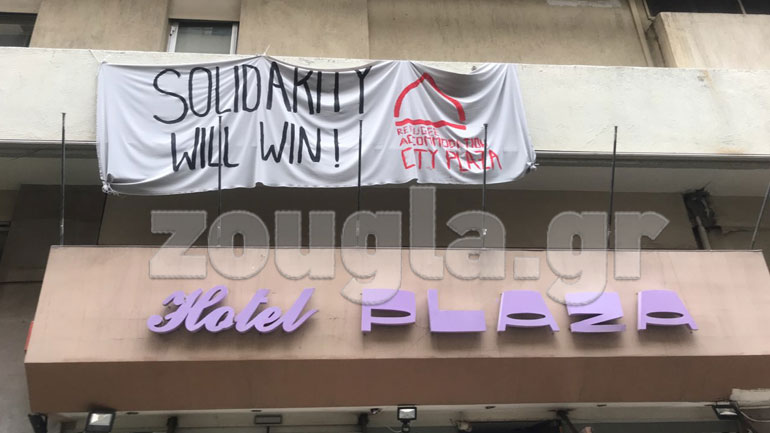 SOLIDARITY
WILL WIN!
REFUGEE
ACCOMMODATION
CITY PLAZA
zougla.gr
Hotel PLAZA